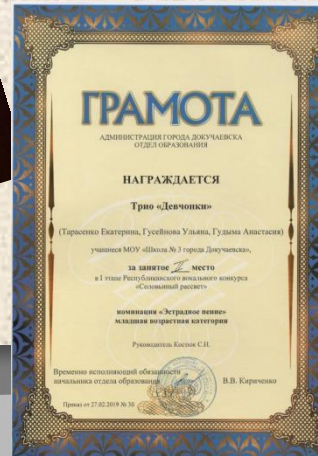 ГРАМОТА
АДМИНИСТРАЦИЯ ГОРОДА ДОКУЧАЕВСКА
ОТДЕЛ ОБРАЗОВАНИЯ
НАГРАЖДАЕТСЯ
Трио «Девчонки»
(Тарасенко Екатерина, Гусейнова Ульяна, Гудыма Анастасия)
учащиеся МОУ «Школа № 3 города Докучаевска»,
за занятое II место
в I этапе Республиканского вокального конкурса
«Соловьиный рассвет»
номинация «Эстрадное пение»
младшая возрастная категория
Руководитель Костюк С.Н.
Временно исполняющий обязанности
начальника отдела образования В.В. Кириченко
Приказ от 27.02.2019 № 30